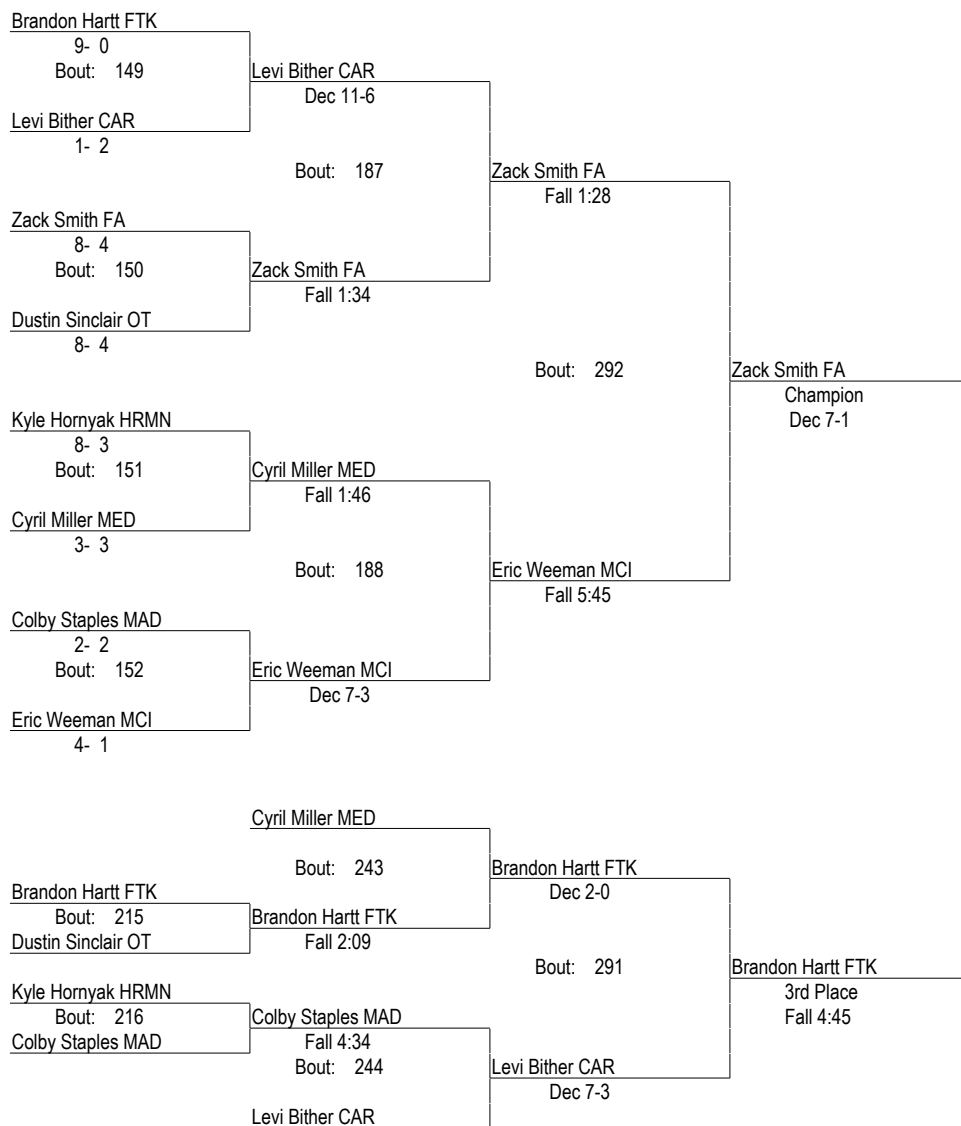 Brandon Hartt FTK
9- 0
Bout: 149
Levi Bither CAR
Dec 11-6
Levi Bither CAR
1- 2
Bout: 187
Zack Smith FA
Fall 1:28
Zack Smith FA
8- 4
Bout: 150
Zack Smith FA
Fall 1:34
Dustin Sinclair OT
8- 4
Bout: 292
Zack Smith FA
Champion
Dec 7-1
Kyle Hornyak HRMN
8- 3
Bout: 151
Cyril Miller MED
Fall 1:46
Cyril Miller MED
3- 3
Bout: 188
Eric Weeman MCI
Fall 5:45
Colby Staples MAD
2- 2
Bout: 152
Eric Weeman MCI
Dec 7-3
Eric Weeman MCI
4- 1
Cyril Miller MED
Bout: 243
Brandon Hartt FTK
Dec 2-0
Brandon Hartt FTK
Bout: 215
Brandon Hartt FTK
Dustin Sinclair OT
Fall 2:09
Bout: 291
Brandon Hartt FTK
3rd Place
Fall 4:45
Kyle Hornyak HRMN
Bout: 216
Colby Staples MAD
Colby Staples MAD
Fall 4:34
Bout: 244
Levi Bither CAR
Dec 7-3
Levi Bither CAR